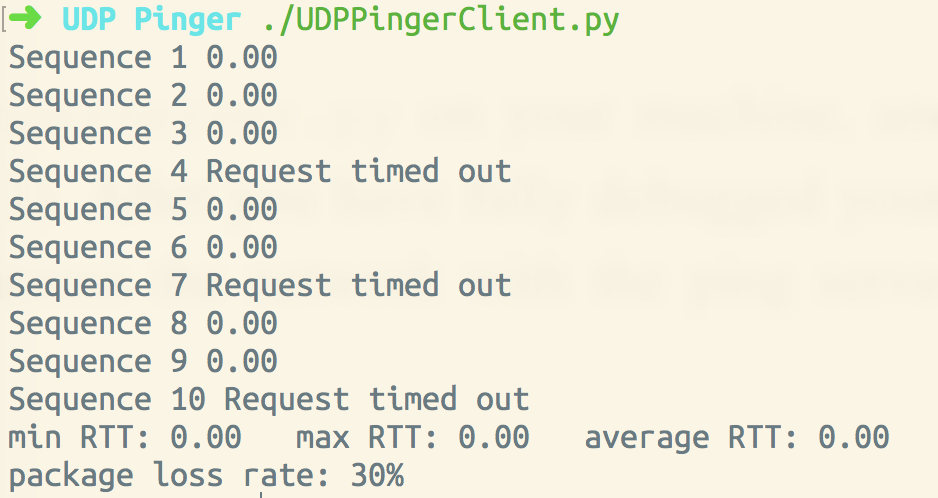 ➜ UDP Pinger ./UDPPingerClient.py
Sequence 1 0.00
Sequence 2 0.00
Sequence 3 0.00
Sequence 4 Request timed out
Sequence 5 0.00
Sequence 6 0.00
Sequence 7 Request timed out
Sequence 8 0.00
Sequence 9 0.00
Sequence 10 Request timed out
min RTT: 0.00   max RTT: 0.00   average RTT: 0.00
package loss rate: 30%